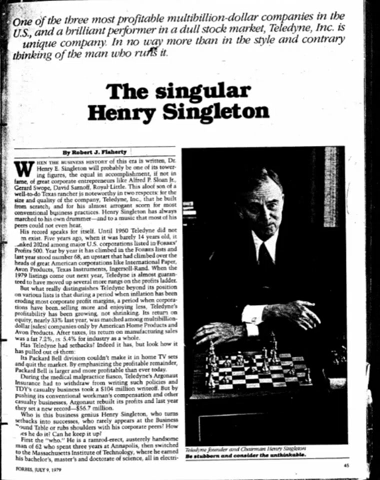 One of the three most profitable multibillion-dollar companies in the
U.S., and a brilliant performer in a dull stock market, Teledyne, Inc. is
unique company. In no way more than in the style and contrary
thinking of the man who runs it.
The singular
Henry Singleton
By Robert J. Flaherty
WHEN THE BUSINESS HISTORY of this era is written, Dr.
Henry E. Singleton will probably be one of its tower-
ing figures, the equal in accomplishment, if not in
fame, of great corporate entrepreneurs like Alfred P. Sloan Jr.,
Gerard Swope, David Sarnoff, Royal Little. This aloof son of a
well-to-do Texas rancher is noteworthy in two respects: for the
size and quality of the company, Teledyne, Inc., that he built
from scratch, and for his almost arrogant scorn for most
conventional business practices. Henry Singleton has always
marched to his own drummer—and to a music that most of his
peers could not even hear.
His record speaks for itself. Until 1960 Teledyne did not
exist. Five years ago, when it was barely 14 years old, it
ranked 202nd among major U.S. corporations listed in FORBES'
Profits 500. Year by year it has climbed in the FORBES lists and
last year stood number 68, an upstart that had climbed over the
heads of great American corporations like International Paper,
Avon Products, Texas Instruments, Ingersoll-Rand. When the
1979 listings come out next year, Teledyne is almost guaran-
teed to have moved up several more rungs on the profits ladder.
But what really distinguishes Teledyne beyond its position
on various lists is that during a period when inflation has been
eroding most corporate profit margins, a period when corpora-
tions have been selling more and enjoying less, Teledyne's
profitability has been growing, not shrinking. Its return on
equity, nearly 33% last year, was matched among multibillion-
dollar sales companies only by American Home Products and
Avon Products. After taxes, its return on manufacturing sales
was a fat 7.2%, vs. 5.4% for industry as a whole.
Has Teledyne had setbacks? Indeed it has, but look how it
has pulled out of them:
Its Packard Bell division couldn't make it in home TV sets
and quit the market. By emphasizing the profitable remainder,
Packard Bell is larger and more profitable than ever today.
During the medical malpractice fiasco, Teledyne's Argonaut
Insurance had to withdraw from writing such policies and
TDY's casualty business took a $104 million writeoff. But by
pushing its conventional workmen's compensation and other
casualty businesses, Argonaut rebuilt its profits and last year
they set a new record—$56.7 million.
Who is this business genius Henry Singleton, who turns
setbacks into successes, who rarely appears at the Business
Round Table or rubs shoulders with his corporate peers? How
does he do it? Can he keep it up?
First the "who." He is a ramrod-erect, austerely handsome
man of 62 who spent three years at Annapolis, then switched
to the Massachusetts Institute of Technology, where he earned
his bachelor's, master's and doctorate of science, all in electri-
Teledyne founder and Chairman Henry Singleton
Be stubborn and consider the unthinkable.
FORBES, JULY 9, 1979
45